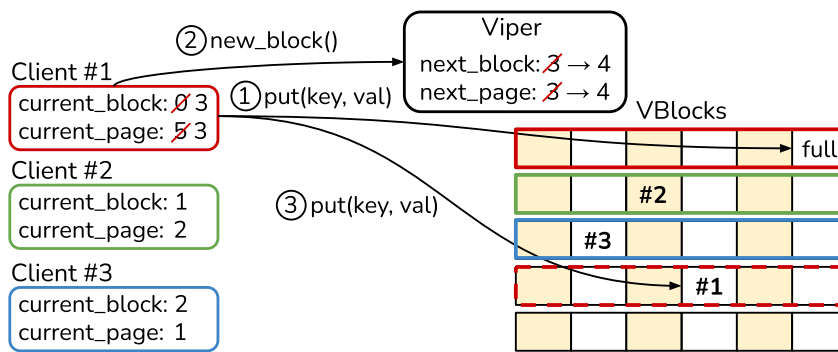 Viper
② new_block()
next_block: 3 → 4
next_page: 3 → 4
Client #1
current_block: 0 3
current_page: 5 3
① put(key, val)
VBlocks
full
Client #2
current_block: 1
current_page: 2
#2
③ put(key, val)
#3
Client #3
current_block: 2
current_page: 1
#1